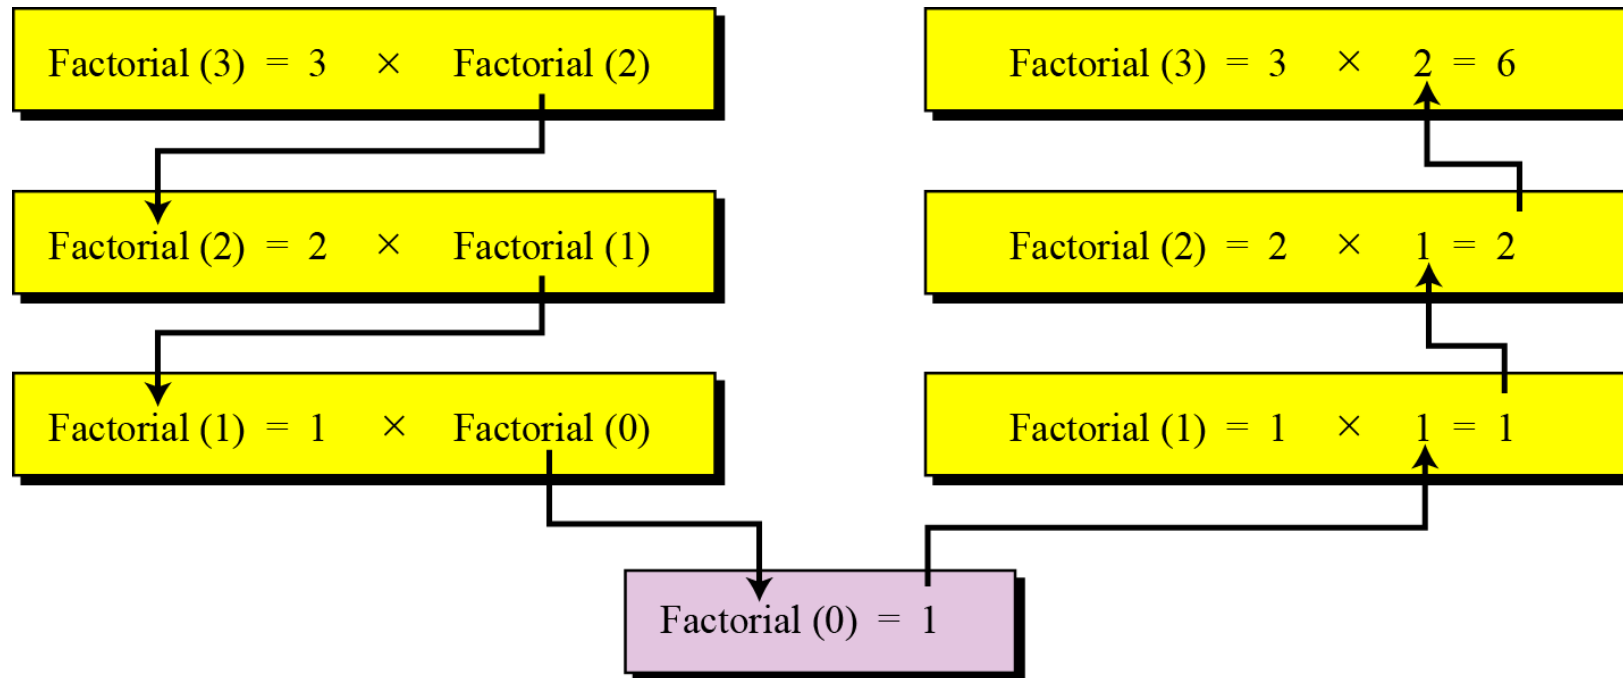 Factorial (3) = 3 × Factorial (2)
Factorial (2) = 2 × Factorial (1)
Factorial (1) = 1 × Factorial (0)
Factorial (0) = 1
Factorial (3) = 3 × 2 = 6
Factorial (2) = 2 × 1 = 2
Factorial (1) = 1 × 1 = 1